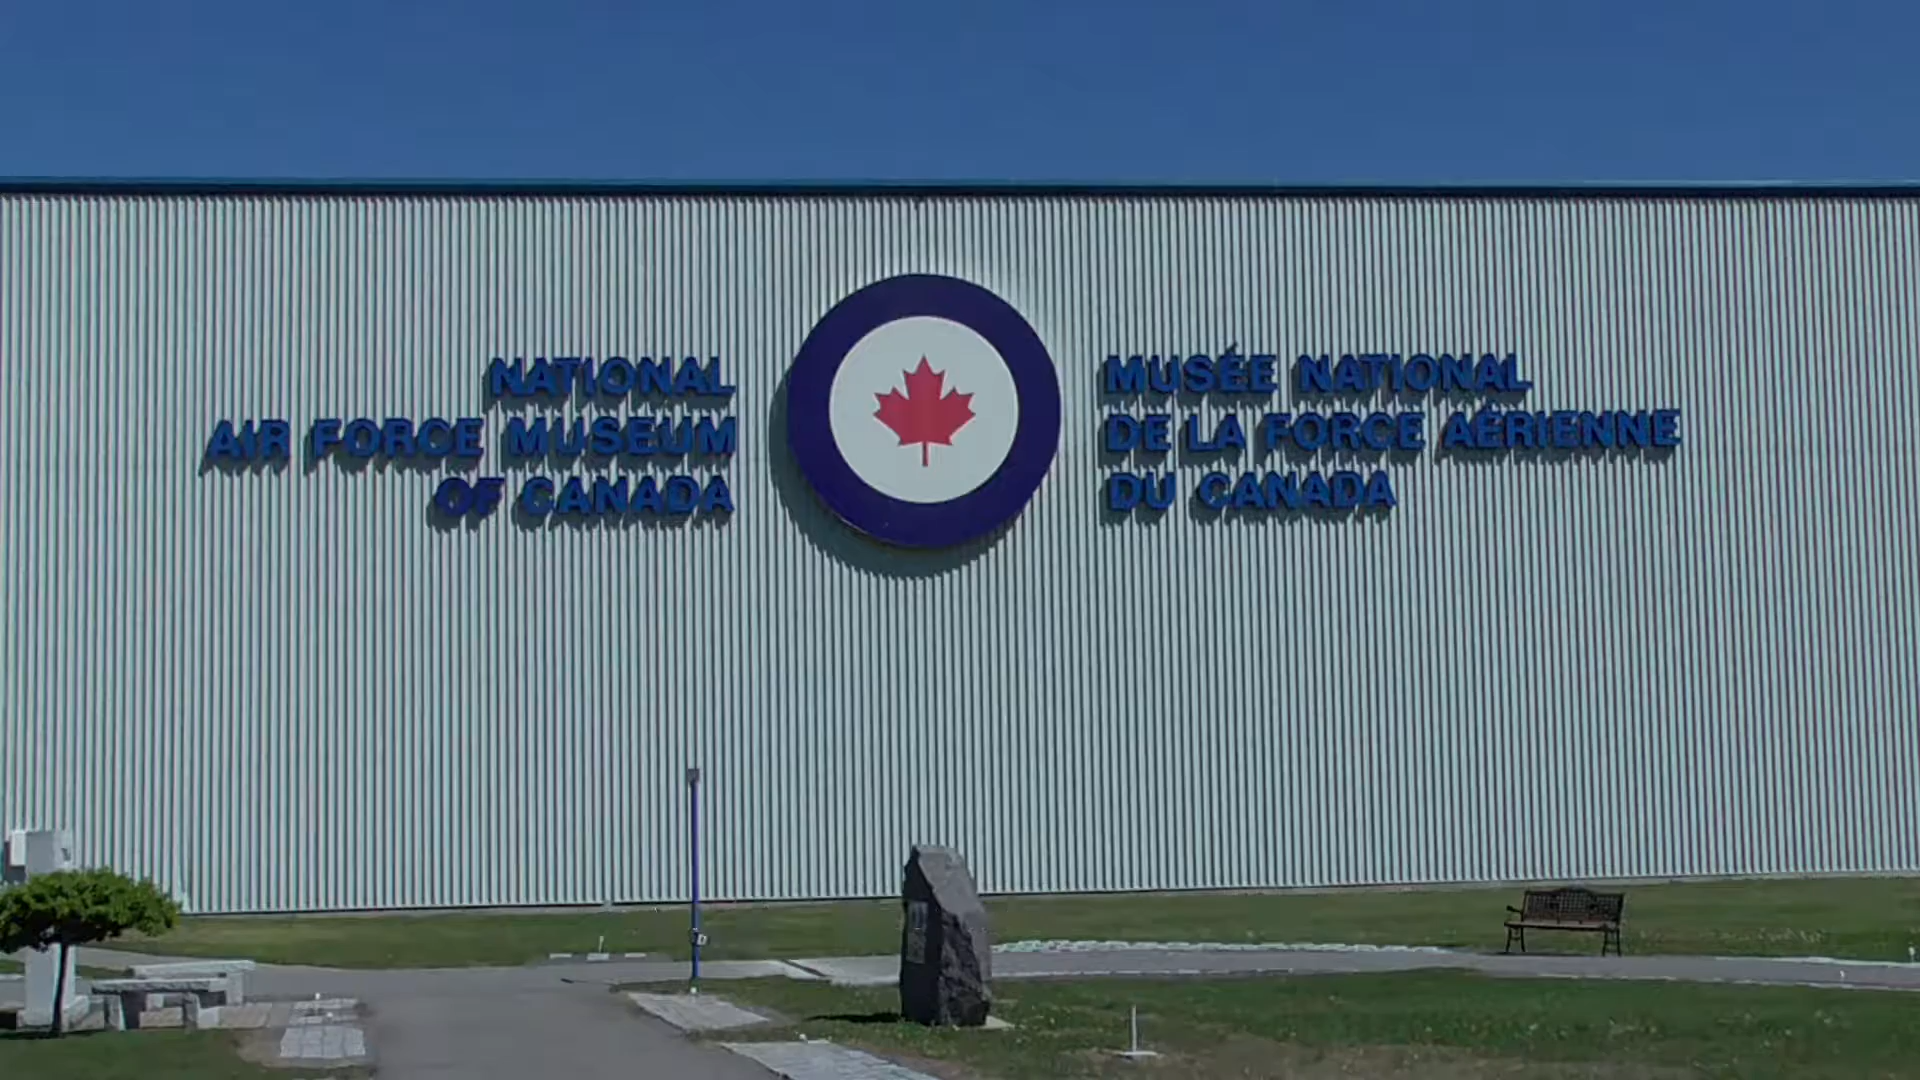 NATIONAL
AIR FORCE MUSEUM
OF CANADA
MUSÉE NATIONAL
DE LA FORCE AÉRIENNE
DU CANADA